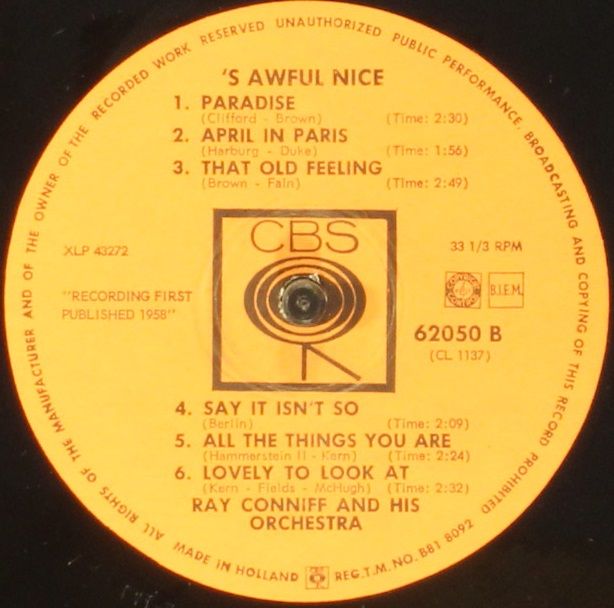 ALL RIGHTS OF THE MANUFACTURER AND OF THE OWNER OF THE RECORDED WORK RESERVED UNAUTHORIZED PUBLIC PERFORMANCE, BROADCASTING AND COPYING OF THIS RECORD PROHIBITED
'S AWFUL NICE
1. PARADISE
(Clifford - Brown) (Time: 2:30)
2. APRIL IN PARIS
(Harburg - Duke) (Time: 1:56)
3. THAT OLD FEELING
(Brown - Fain) (Time: 2:49)
CBS
XLP 43272
33 1/3 RPM
"RECORDING FIRST
PUBLISHED 1958"
B.I.E.M.
62050 B
(CL 1137)
4. SAY IT ISN'T SO
(Berlin) (Time: 2:09)
5. ALL THE THINGS YOU ARE
(Hammerstein II - Kern) (Time: 2:24)
6. LOVELY TO LOOK AT
(Kern - Fields - McHugh) (Time: 2:32)
RAY CONNIFF AND HIS
ORCHESTRA
MADE IN HOLLAND REG.T.M. NO. B81 8092